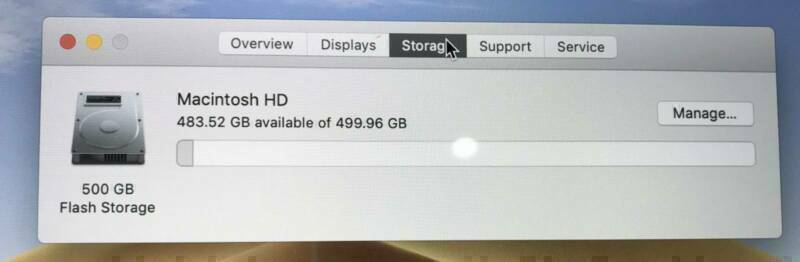 Overview Displays Storage Support Service
Macintosh HD
483.52 GB available of 499.96 GB
Manage...
500 GB
Flash Storage